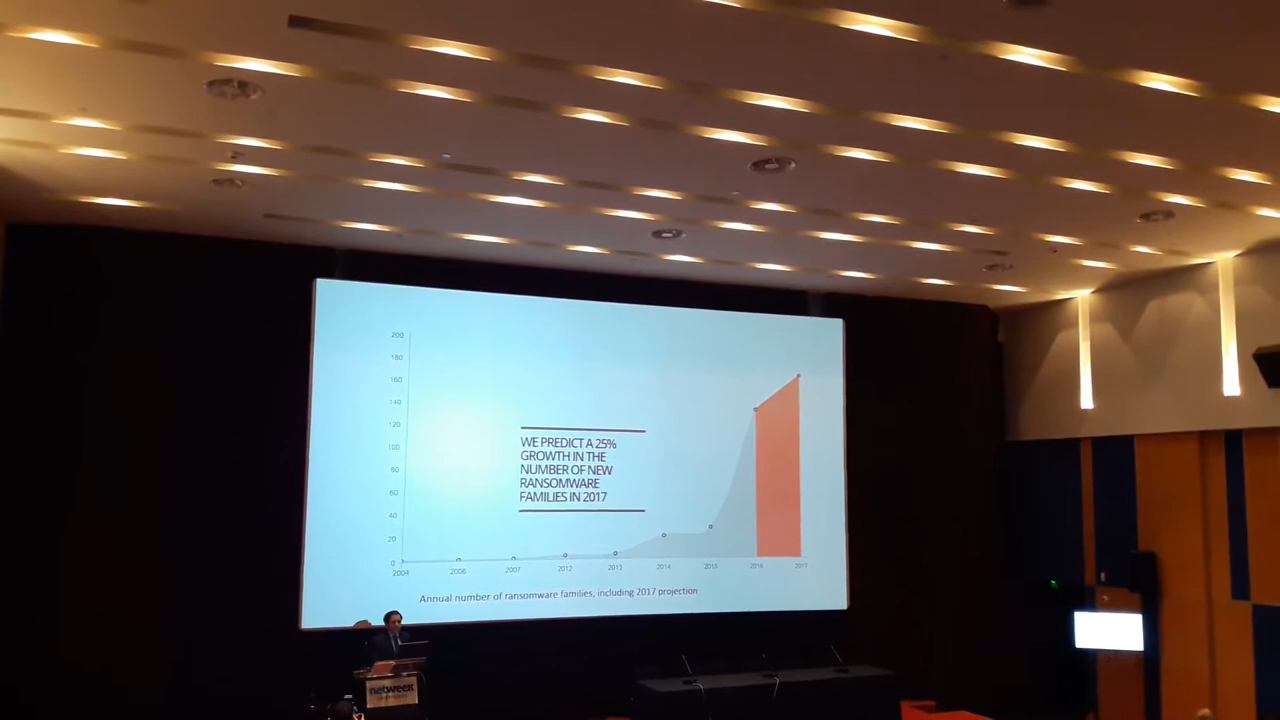 200
180
160
140
120
100
80
60
40
20
0
WE PREDICT A 25%
GROWTH IN THE
NUMBER OF NEW
RANSOMWARE
FAMILIES IN 2017
2004 2006 2007 2012 2013 2014 2015 2016 2017
Annual number of ransomware families, including 2017 projection
netweek